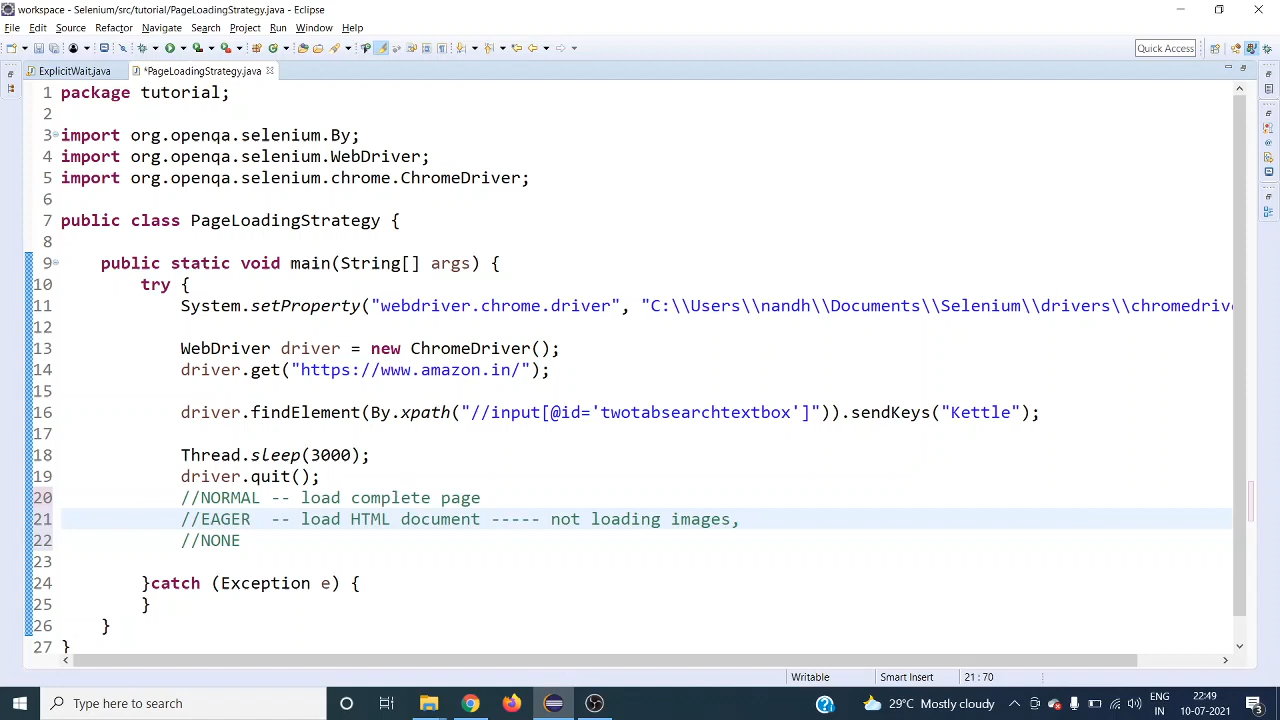 workspace - Selenium/src/tutorial/PageLoadingStrategy.java - Eclipse
File Edit Source Refactor Navigate Search Project Run Window Help
Quick Access
ExplicitWait.java *PageLoadingStrategy.java
1 package tutorial;
2
3 import org.openqa.selenium.By;
4 import org.openqa.selenium.WebDriver;
5 import org.openqa.selenium.chrome.ChromeDriver;
6
7 public class PageLoadingStrategy {
8
9 public static void main(String[] args) {
10 try {
11 System.setProperty("webdriver.chrome.driver", "C:\\Users\\nandh\\Documents\\Selenium\\drivers\\chromedrive
12
13 WebDriver driver = new ChromeDriver();
14 driver.get("https://www.amazon.in/");
15
16 driver.findElement(By.xpath("//input[@id='twotabsearchtextbox']")).sendKeys("Kettle");
17
18 Thread.sleep(3000);
19 driver.quit();
20 //NORMAL -- load complete page
21 //EAGER -- load HTML document ----- not loading images,
22 //NONE
23
24 }catch (Exception e) {
25 }
26 }
27 }
Writable Smart Insert 21 : 70
Type here to search
29°C Mostly cloudy
ENG
IN
22:49
10-07-2021
3